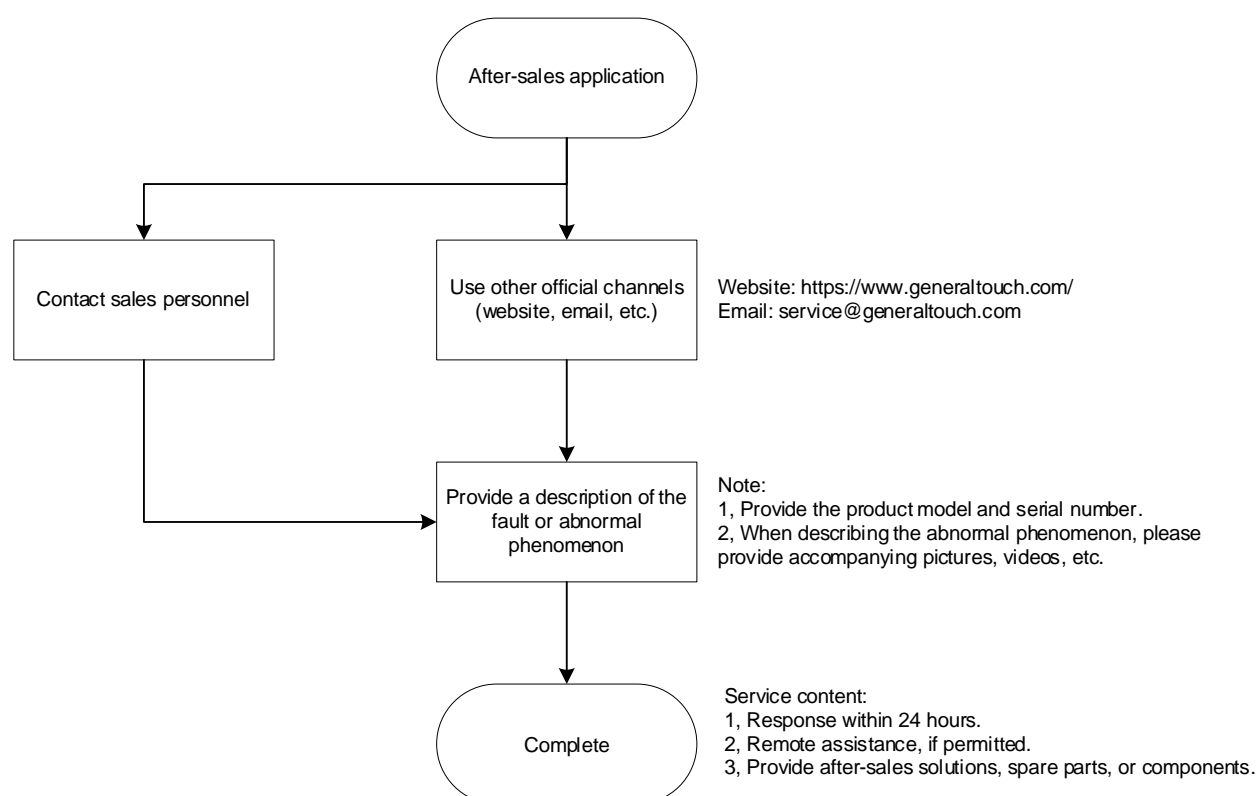 After-sales application
Contact sales personnel
Use other official channels
(website, email, etc.)
Website: https://www.generaltouch.com/
Email: service@generaltouch.com
Provide a description of the
fault or abnormal
phenomenon
Note:
1, Provide the product model and serial number.
2, When describing the abnormal phenomenon, please
provide accompanying pictures, videos, etc.
Complete
Service content:
1, Response within 24 hours.
2, Remote assistance, if permitted.
3, Provide after-sales solutions, spare parts, or components.